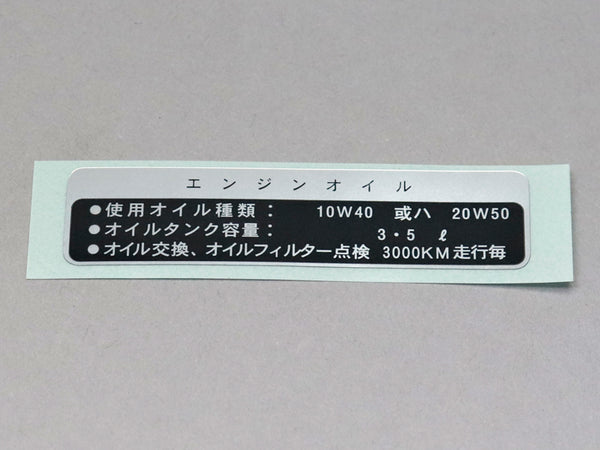 エンジンオイル
●使用オイル種類： 10W40 或ハ 20W50
●オイルタンク容量： 3・5 ℓ
●オイル交換、オイルフィルター点検 3000KM走行毎